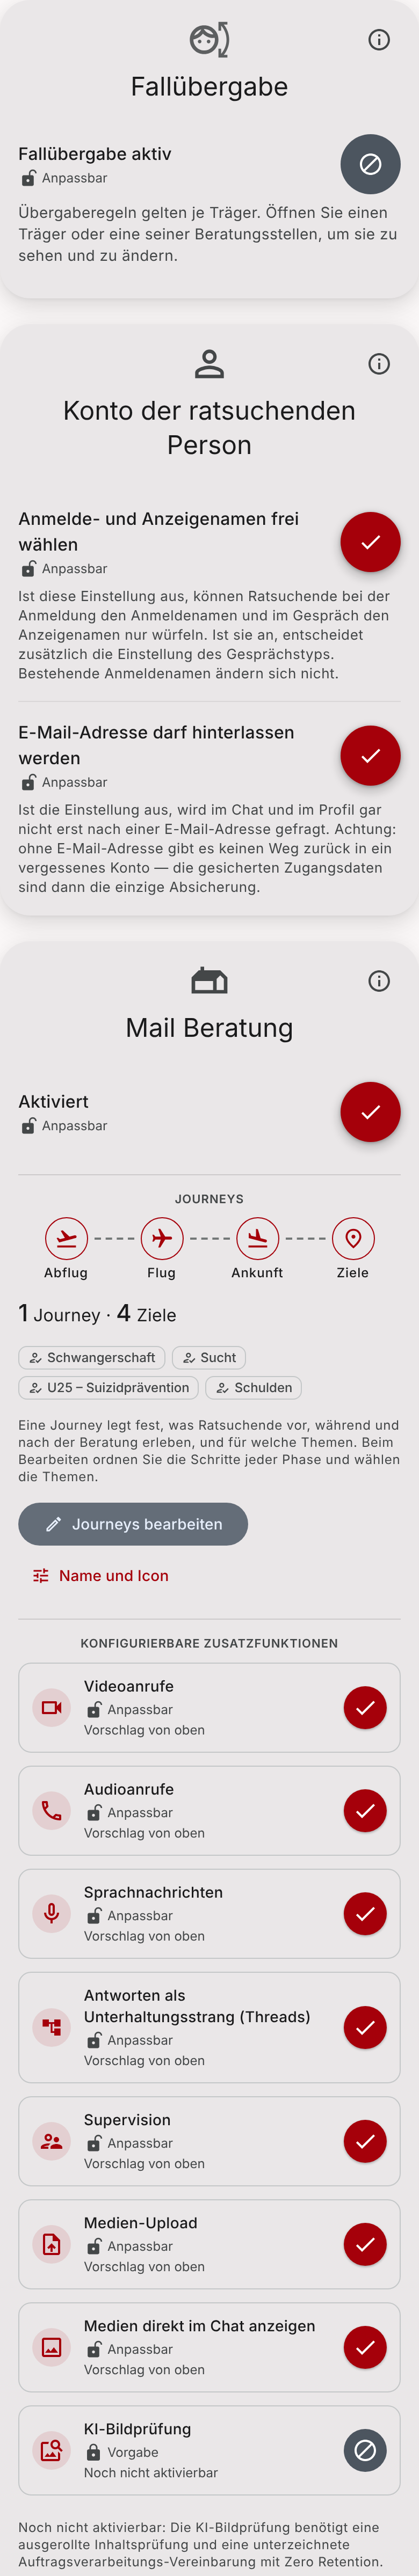 Fallübergabe
Fallübergabe aktiv
Anpassbar
Übergaberegeln gelten je Träger. Öffnen Sie einen
Träger oder eine seiner Beratungsstellen, um sie zu
sehen und zu ändern.
Konto der ratsuchenden
Person
Anmelde- und Anzeigenamen frei
wählen
Anpassbar
Ist diese Einstellung aus, können Ratsuchende bei der
Anmeldung den Anmeldenamen und im Gespräch den
Anzeigenamen nur würfeln. Ist sie an, entscheidet
zusätzlich die Einstellung des Gesprächstyps.
Bestehende Anmeldenamen ändern sich nicht.
E-Mail-Adresse darf hinterlassen
werden
Anpassbar
Ist die Einstellung aus, wird im Chat und im Profil gar
nicht erst nach einer E-Mail-Adresse gefragt. Achtung:
ohne E-Mail-Adresse gibt es keinen Weg zurück in ein
vergessenes Konto — die gesicherten Zugangsdaten
sind dann die einzige Absicherung.
Mail Beratung
Aktiviert
Anpassbar
JOURNEYS
Abflug Flug Ankunft Ziele
1 Journey · 4 Ziele
Schwangerschaft Sucht
U25 – Suizidprävention Schulden
Eine Journey legt fest, was Ratsuchende vor, während und
nach der Beratung erleben, und für welche Themen. Beim
Bearbeiten ordnen Sie die Schritte jeder Phase und wählen
die Themen.
Journeys bearbeiten
Name und Icon
KONFIGURIERBARE ZUSATZFUNKTIONEN
Videoanrufe
Anpassbar
Vorschlag von oben
Audioanrufe
Anpassbar
Vorschlag von oben
Sprachnachrichten
Anpassbar
Vorschlag von oben
Antworten als
Unterhaltungsstrang (Threads)
Anpassbar
Vorschlag von oben
Supervision
Anpassbar
Vorschlag von oben
Medien-Upload
Anpassbar
Vorschlag von oben
Medien direkt im Chat anzeigen
Anpassbar
Vorschlag von oben
KI-Bildprüfung
Vorgabe
Noch nicht aktivierbar
Noch nicht aktivierbar: Die KI-Bildprüfung benötigt eine
ausgerollte Inhaltsprüfung und eine unterzeichnete
Auftragsverarbeitungs-Vereinbarung mit Zero Retention.